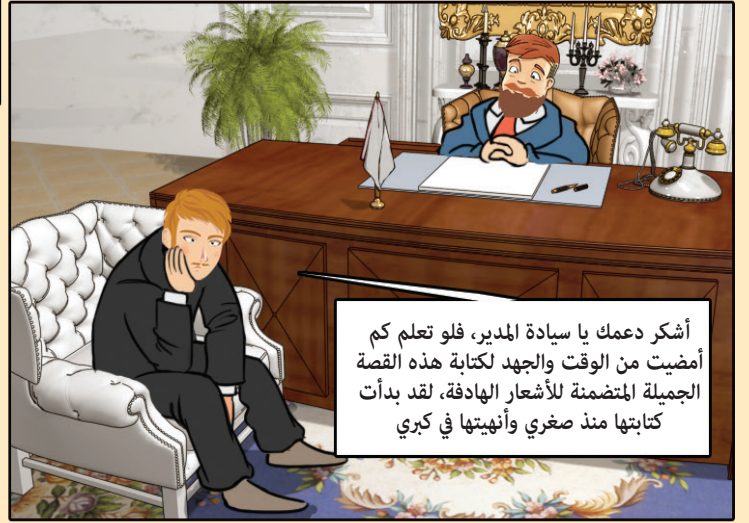 أشكر دعمك يا سيادة المدير، فلو تعلم كم
أمضيت من الوقت والجهد لكتابة هذه القصة
الجميلة المتضمنة للأشعار الهادفة، لقد بدأت
كتابتها منذ صغري وأنهيتها في كبري